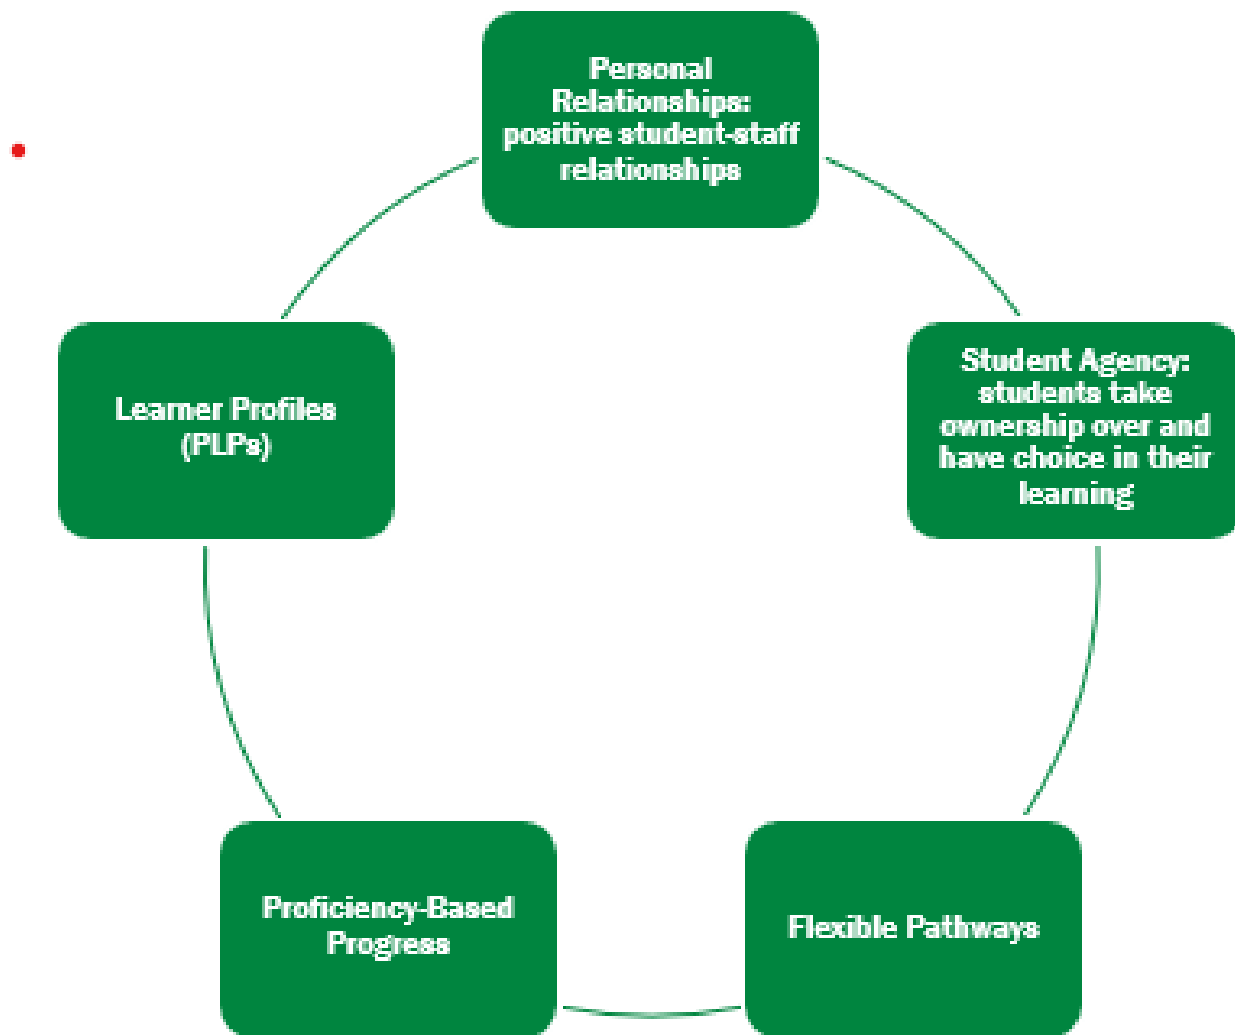 Personal
Relationships:
positive student-staff
relationships
Student Agency:
students take
ownership over and
have choice in their
learning
Learner Profiles
(PLPs)
Proficiency-Based
Progress
Flexible Pathways